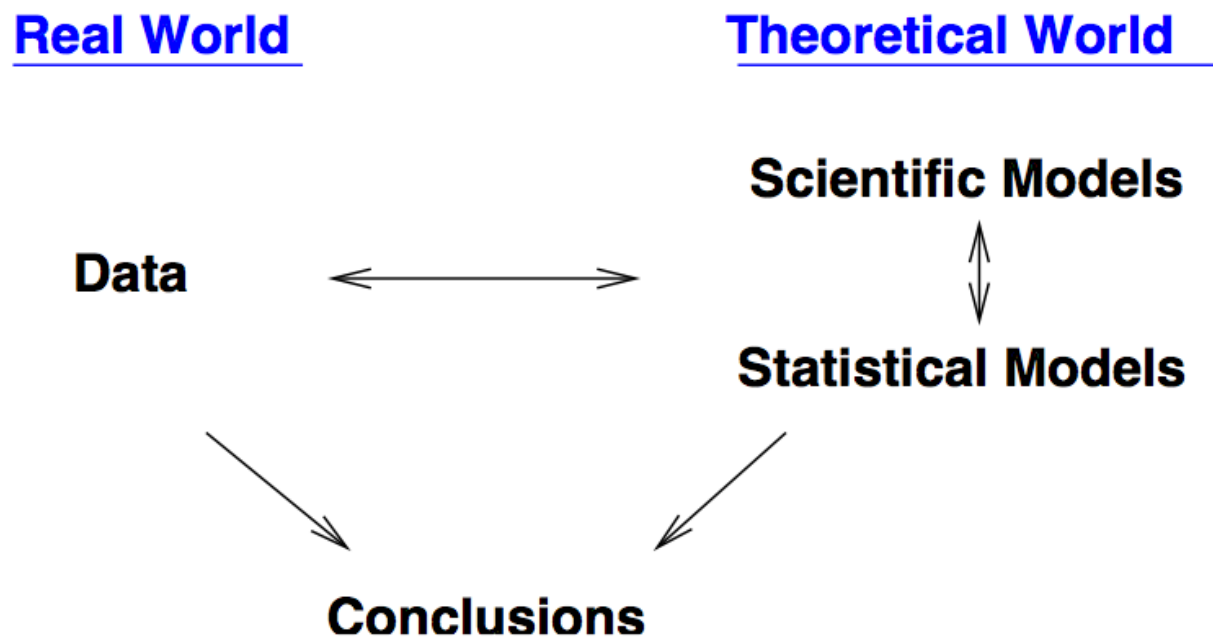 Real World
Theoretical World
Scientific Models
Data
Statistical Models
Conclusions